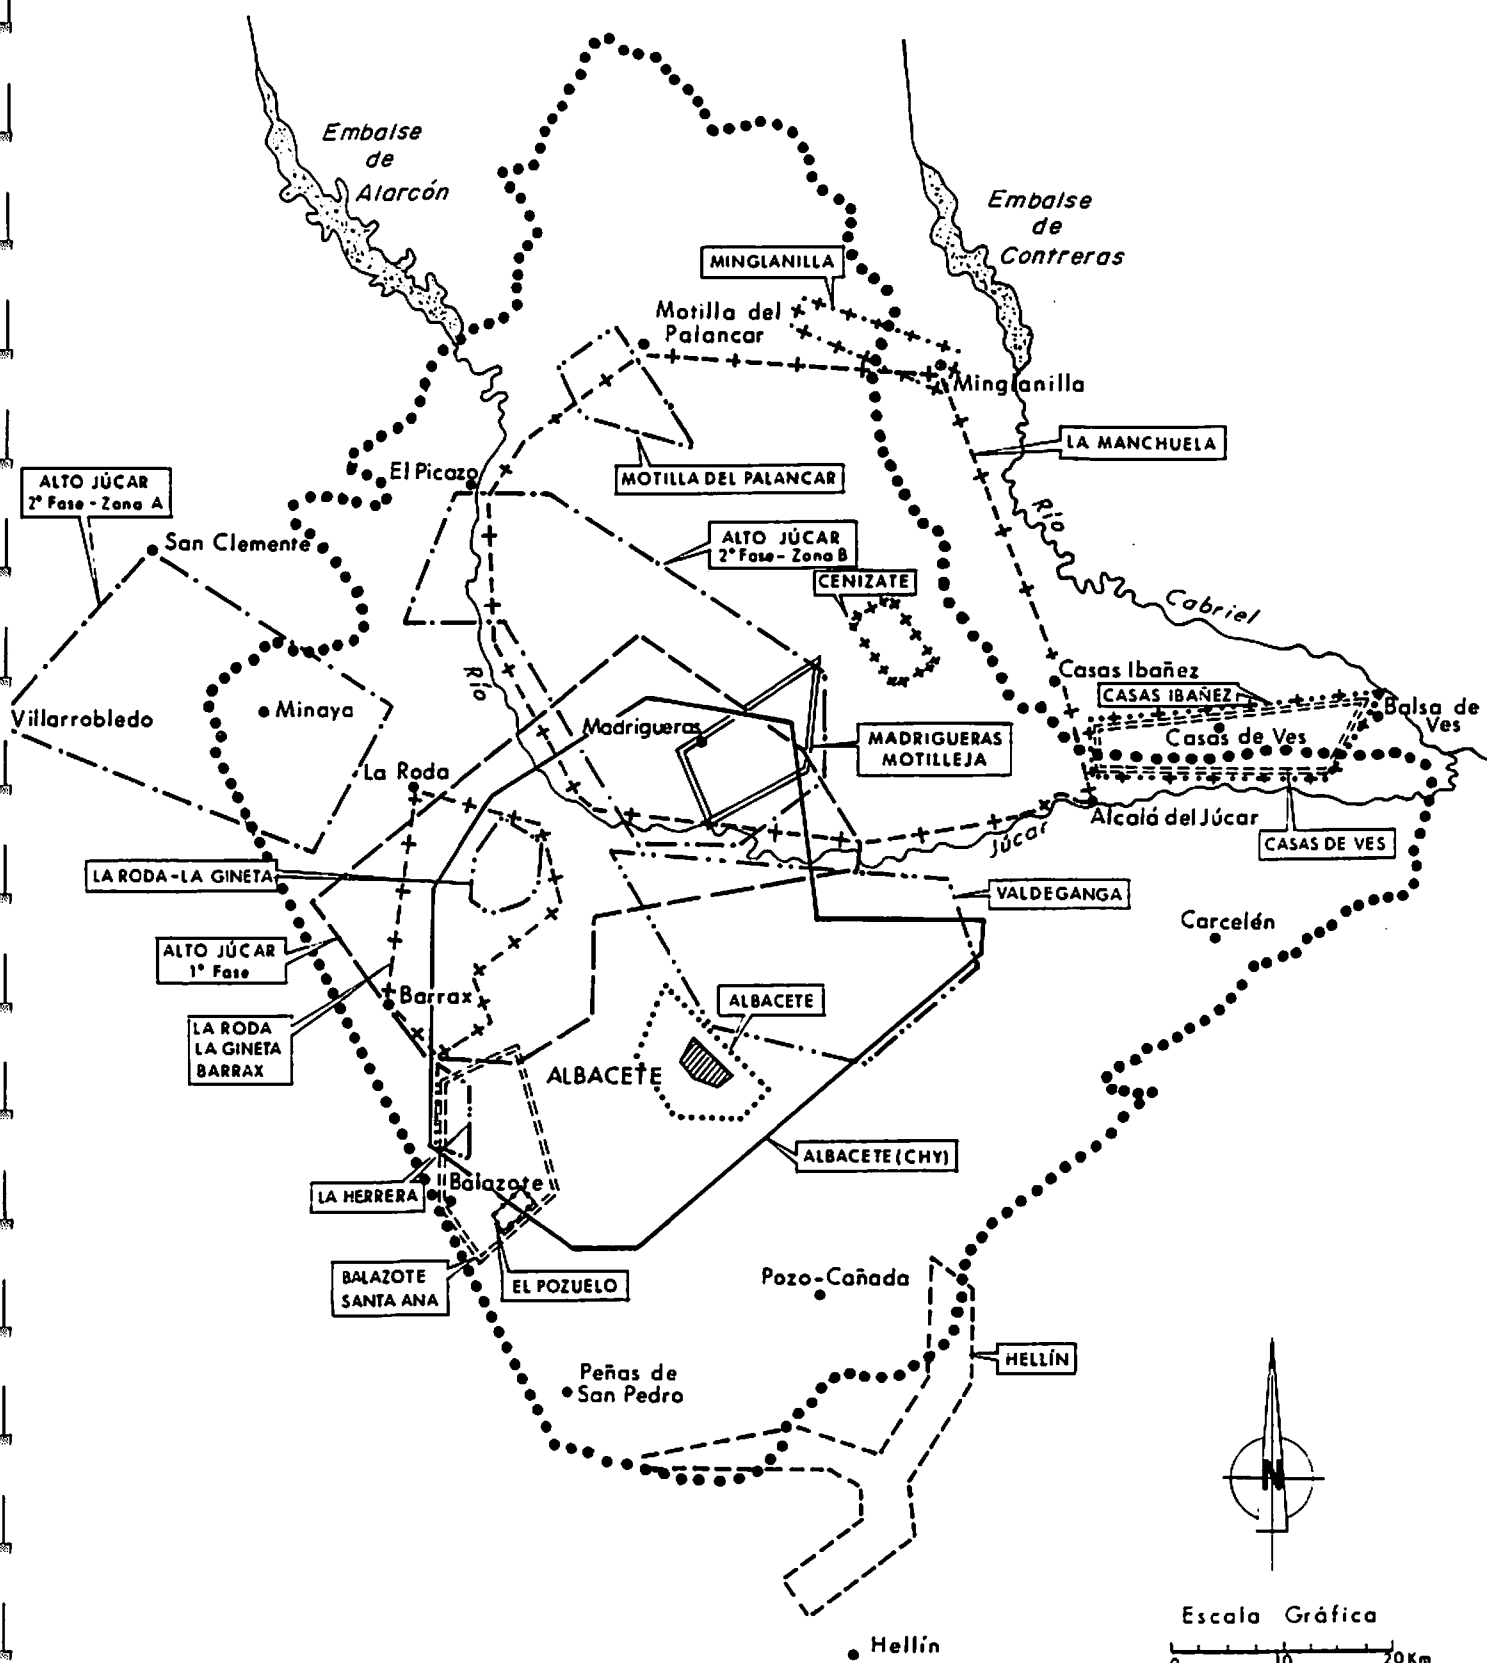 Embalse
de
Alarcón
Embalse
de
Contreras
MINGLANILLA
Motilla del
Palancar
Minglanilla
LA MANCHUELA
El Picazo
MOTILLA DEL PALANCAR
ALTO JÚCAR
2ª Fase - Zona A
San Clemente
ALTO JÚCAR
2ª Fase - Zona B
CENIZATE
Río
Cabriel
Río
Casas Ibañez
CASAS IBAÑEZ
Balsa de
Ves
Villarrobledo
Minaya
Madrigueras
MADRIGUERAS
MOTILLEJA
Casas de Ves
La Roda
Alcalá del Júcar
Júcar
CASAS DE VES
LA RODA-LA GINETA
VALDEGANGA
Carcelén
ALTO JÚCAR
1ª Fase
Barrax
ALBACETE
LA RODA
LA GINETA
BARRAX
ALBACETE
ALBACETE (CHY)
LA HERRERA
Balazote
BALAZOTE
SANTA ANA
EL POZUELO
Pozo-Cañada
HELLÍN
Peñas de
San Pedro
N
Hellín
Escala Gráfica
0 10 20 Km